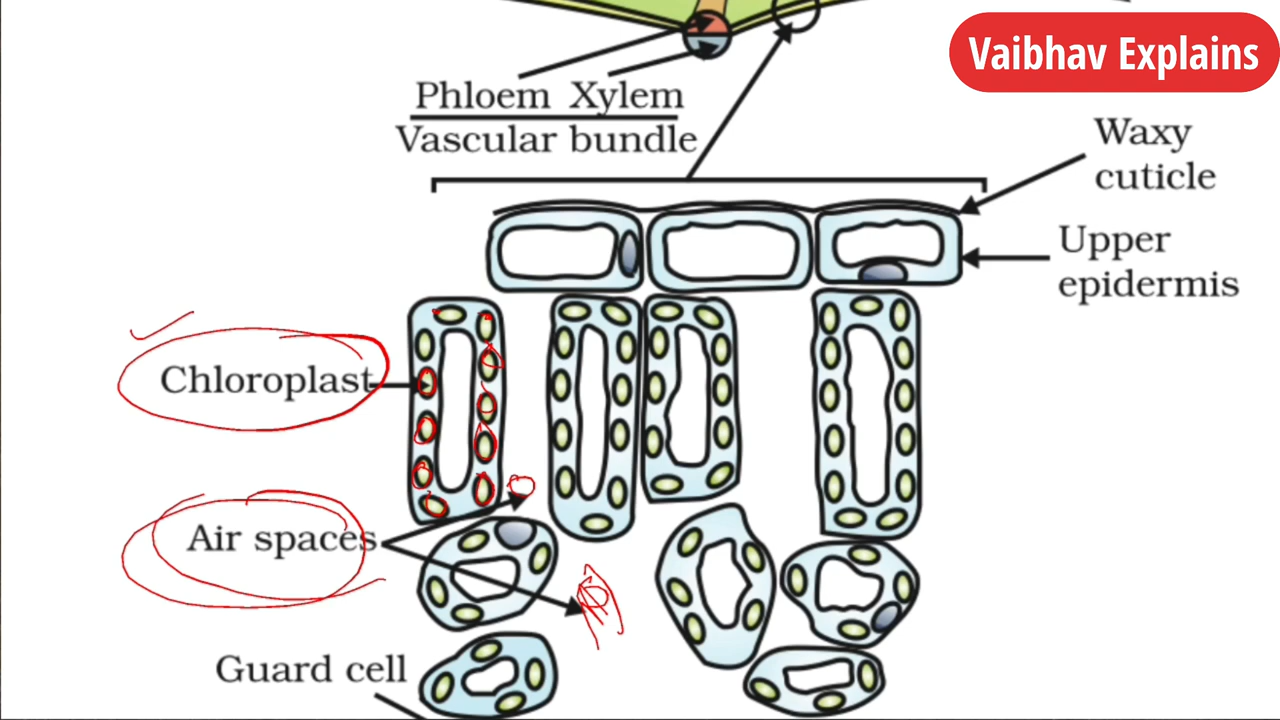 Vaibhav Explains
Phloem Xylem
Vascular bundle
Waxy
cuticle
Upper
epidermis
Chloroplast
Air spaces
Guard cell